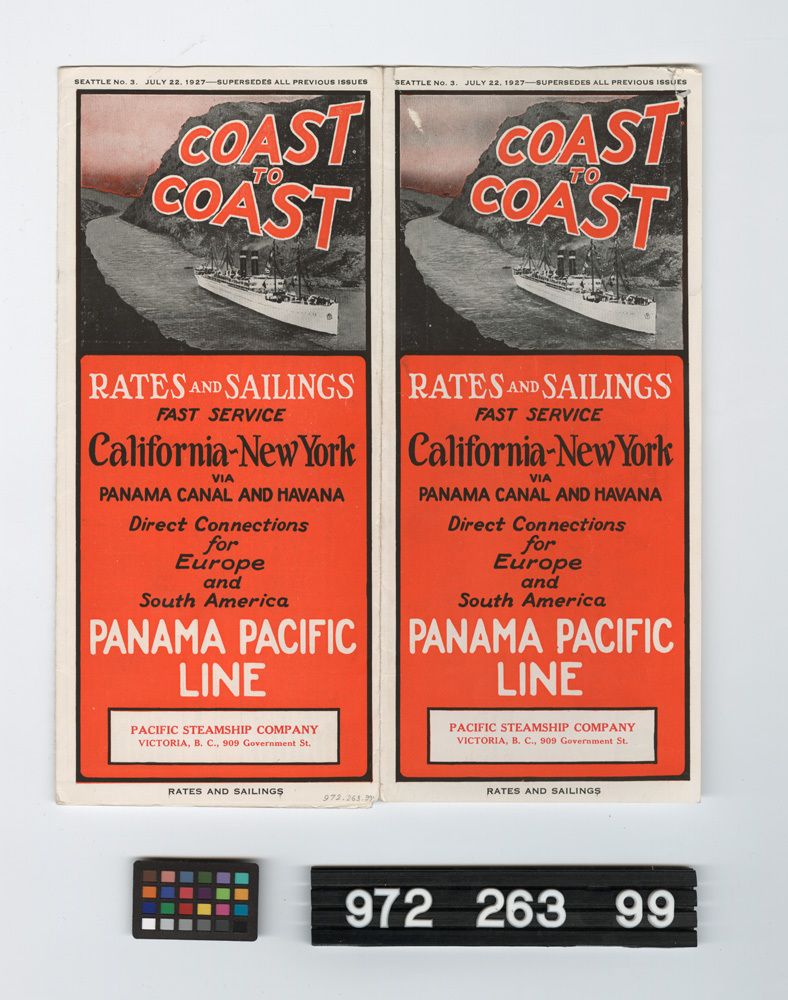 SEATTLE No. 3. JULY 22, 1927—SUPERSEDES ALL PREVIOUS ISSUES
COAST
TO
COAST
RATES AND SAILINGS
FAST SERVICE
California-New York
VIA
PANAMA CANAL AND HAVANA
Direct Connections
for
Europe
and
South America
PANAMA PACIFIC
LINE
PACIFIC STEAMSHIP COMPANY
VICTORIA, B. C., 909 Government St.
RATES AND SAILINGS
972.263.99
SEATTLE No. 3. JULY 22, 1927—SUPERSEDES ALL PREVIOUS ISSUES
COAST
TO
COAST
RATES AND SAILINGS
FAST SERVICE
California-New York
VIA
PANAMA CANAL AND HAVANA
Direct Connections
for
Europe
and
South America
PANAMA PACIFIC
LINE
PACIFIC STEAMSHIP COMPANY
VICTORIA, B. C., 909 Government St.
RATES AND SAILINGS
972 263 99